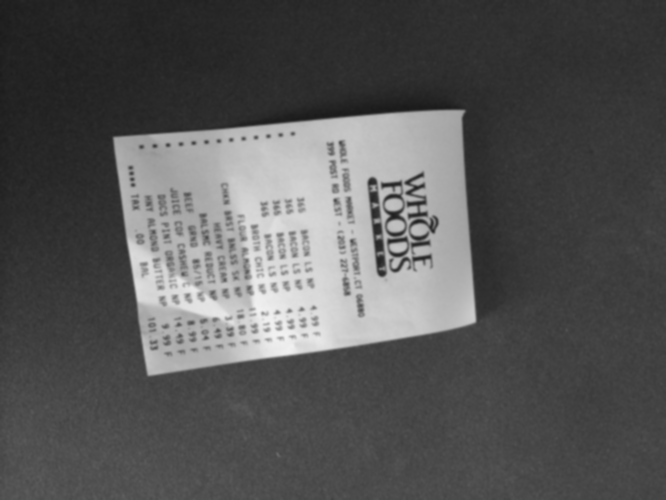 WHOLE
FOODS
MARKET
WHOLE FOODS MARKET - WESTPORT, CT 06880
399 POST RD WEST - (203) 227-6858
365 BACON LS NP 4.99 F
365 BACON LS NP 4.99 F
365 BACON LS NP 4.99 F
365 BACON LS NP 4.99 F
BROTH CHIC NP 2.19 F
FLOUR ALMOND NP 11.99 F
CHKN BRST BNLSS SK NP 18.80 F
HEAVY CREAM NP 3.39 F
BALSMC REDUCT NP 6.49 F
BEEF GRND 85/15 NP 5.04 F
JUICE COF CASHEW C NP 8.99 F
DOCS PINT ORGANIC NP 14.49 F
HNY ALMOND BUTTER NP 9.99 F
**** TAX .00 BAL 101.33